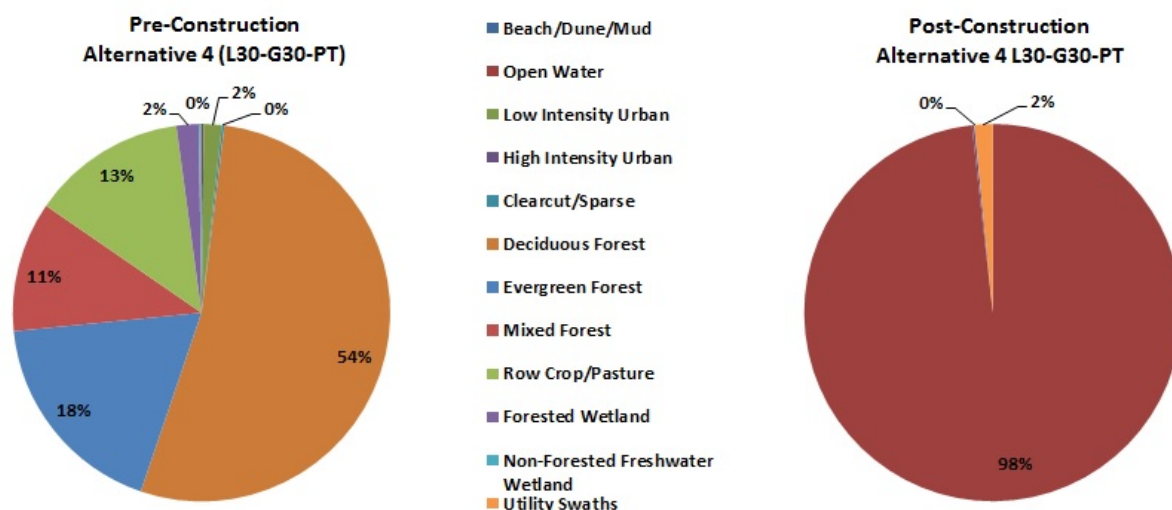 Pre-Construction
Alternative 4 (L30-G30-PT)
0%
2%
2%
0%
13%
11%
18%
54%
Beach/Dune/Mud
Open Water
Low Intensity Urban
High Intensity Urban
Clearcut/Sparse
Deciduous Forest
Evergreen Forest
Mixed Forest
Row Crop/Pasture
Forested Wetland
Non-Forested Freshwater
Wetland
Utility Swaths
Post-Construction
Alternative 4 L30-G30-PT
0%
2%
98%